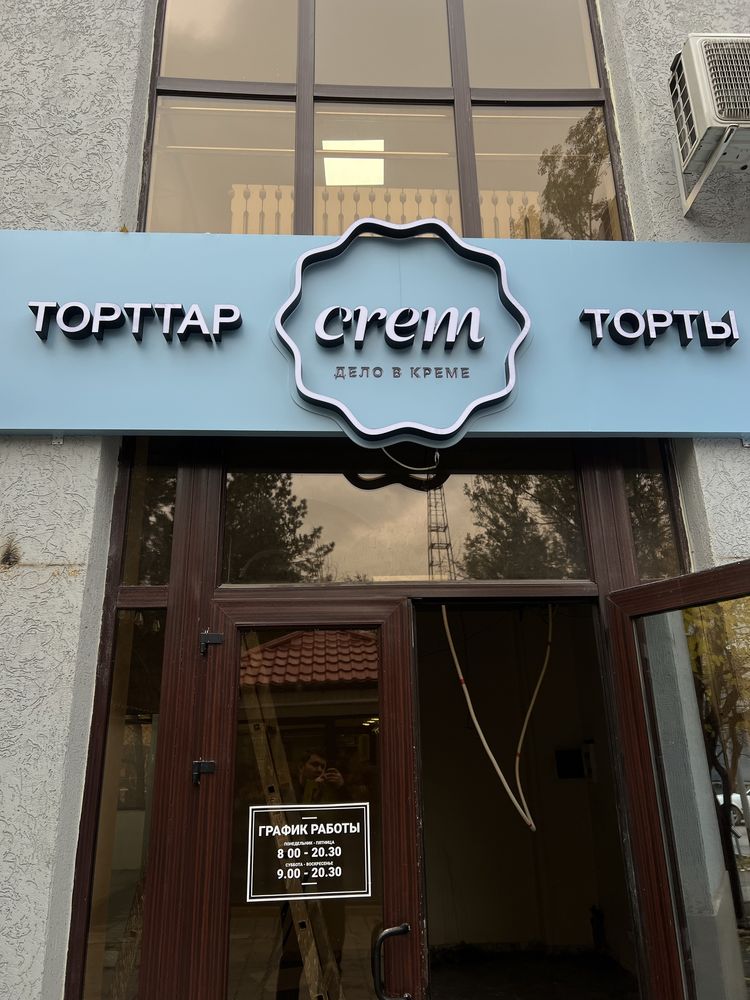 ТОРТТАР
crem
ДЕЛО В КРЕМЕ
ТОРТЫ
ГРАФИК РАБОТЫ
ПОНЕДЕЛЬНИК - ПЯТНИЦА
8 00 - 20.30
СУББОТА - ВОСКРЕСЕНЬЕ
9.00 - 20.30